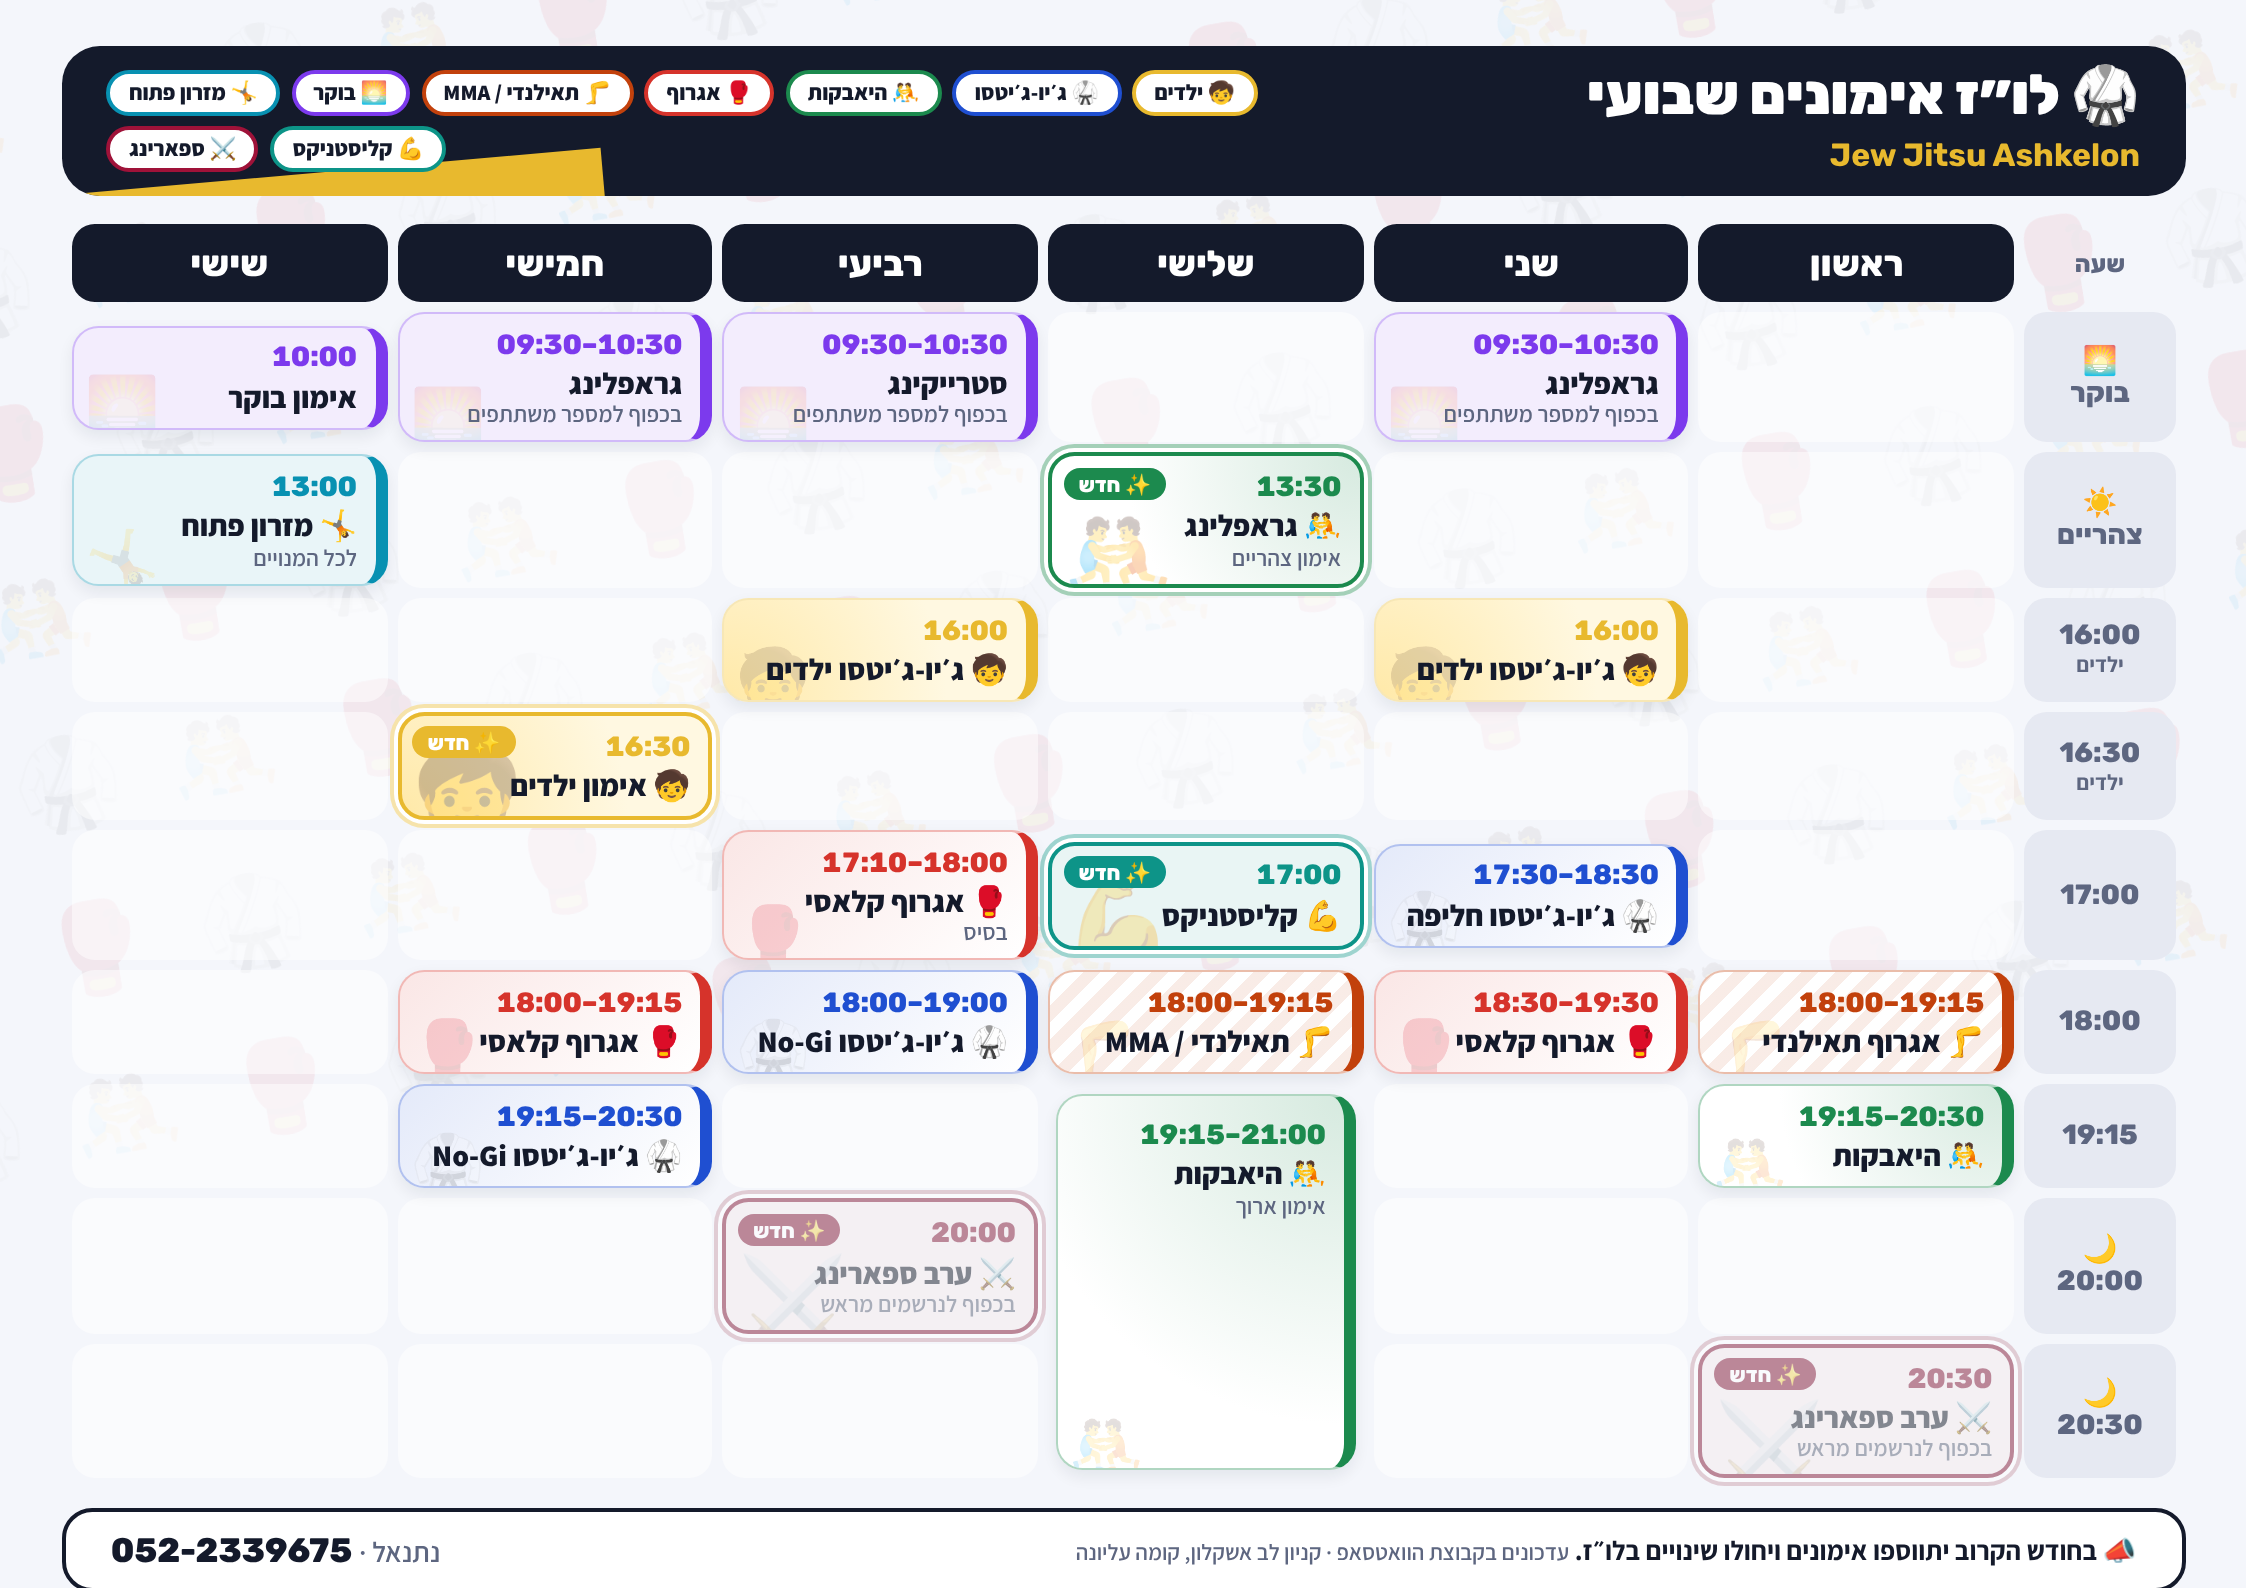 לו״ז אימונים שבועי
Jew Jitsu Ashkelon
ילדים
ג׳יו-ג׳יטסו
היאבקות
אגרוף
תאילנדי / MMA
בוקר
מזרון פתוח
קליסטניקס
ספארינג
שעה
ראשון
שני
שלישי
רביעי
חמישי
שישי
בוקר
09:30–10:30
גראפלינג
בכפוף למספר משתתפים
09:30–10:30
סטרייקינג
בכפוף למספר משתתפים
09:30–10:30
גראפלינג
בכפוף למספר משתתפים
10:00
אימון בוקר
צהריים
13:30
חדש
גראפלינג
אימון צהריים
13:00
מזרון פתוח
לכל המנויים
16:00
ילדים
16:00
ג׳יו-ג׳יטסו ילדים
16:00
ג׳יו-ג׳יטסו ילדים
16:30
ילדים
16:30
חדש
אימון ילדים
17:00
17:30–18:30
ג׳יו-ג׳יטסו חליפה
17:00
חדש
קליסטניקס
17:10–18:00
אגרוף קלאסי
בסיס
18:00
18:00–19:15
אגרוף תאילנדי
18:30–19:30
אגרוף קלאסי
18:00–19:15
תאילנדי / MMA
18:00–19:00
ג׳יו-ג׳יטסו No-Gi
18:00–19:15
אגרוף קלאסי
19:15
19:15–20:30
היאבקות
19:15–21:00
היאבקות
אימון ארוך
19:15–20:30
ג׳יו-ג׳יטסו No-Gi
20:00
20:00
חדש
ערב ספארינג
בכפוף לנרשמים מראש
20:30
20:30
חדש
ערב ספארינג
בכפוף לנרשמים מראש
בחודש הקרוב יתווספו אימונים ויחולו שינויים בלו״ז. עדכונים בקבוצת הוואטסאפ · קניון לב אשקלון, קומה עליונה
נתנאל · 052-2339675